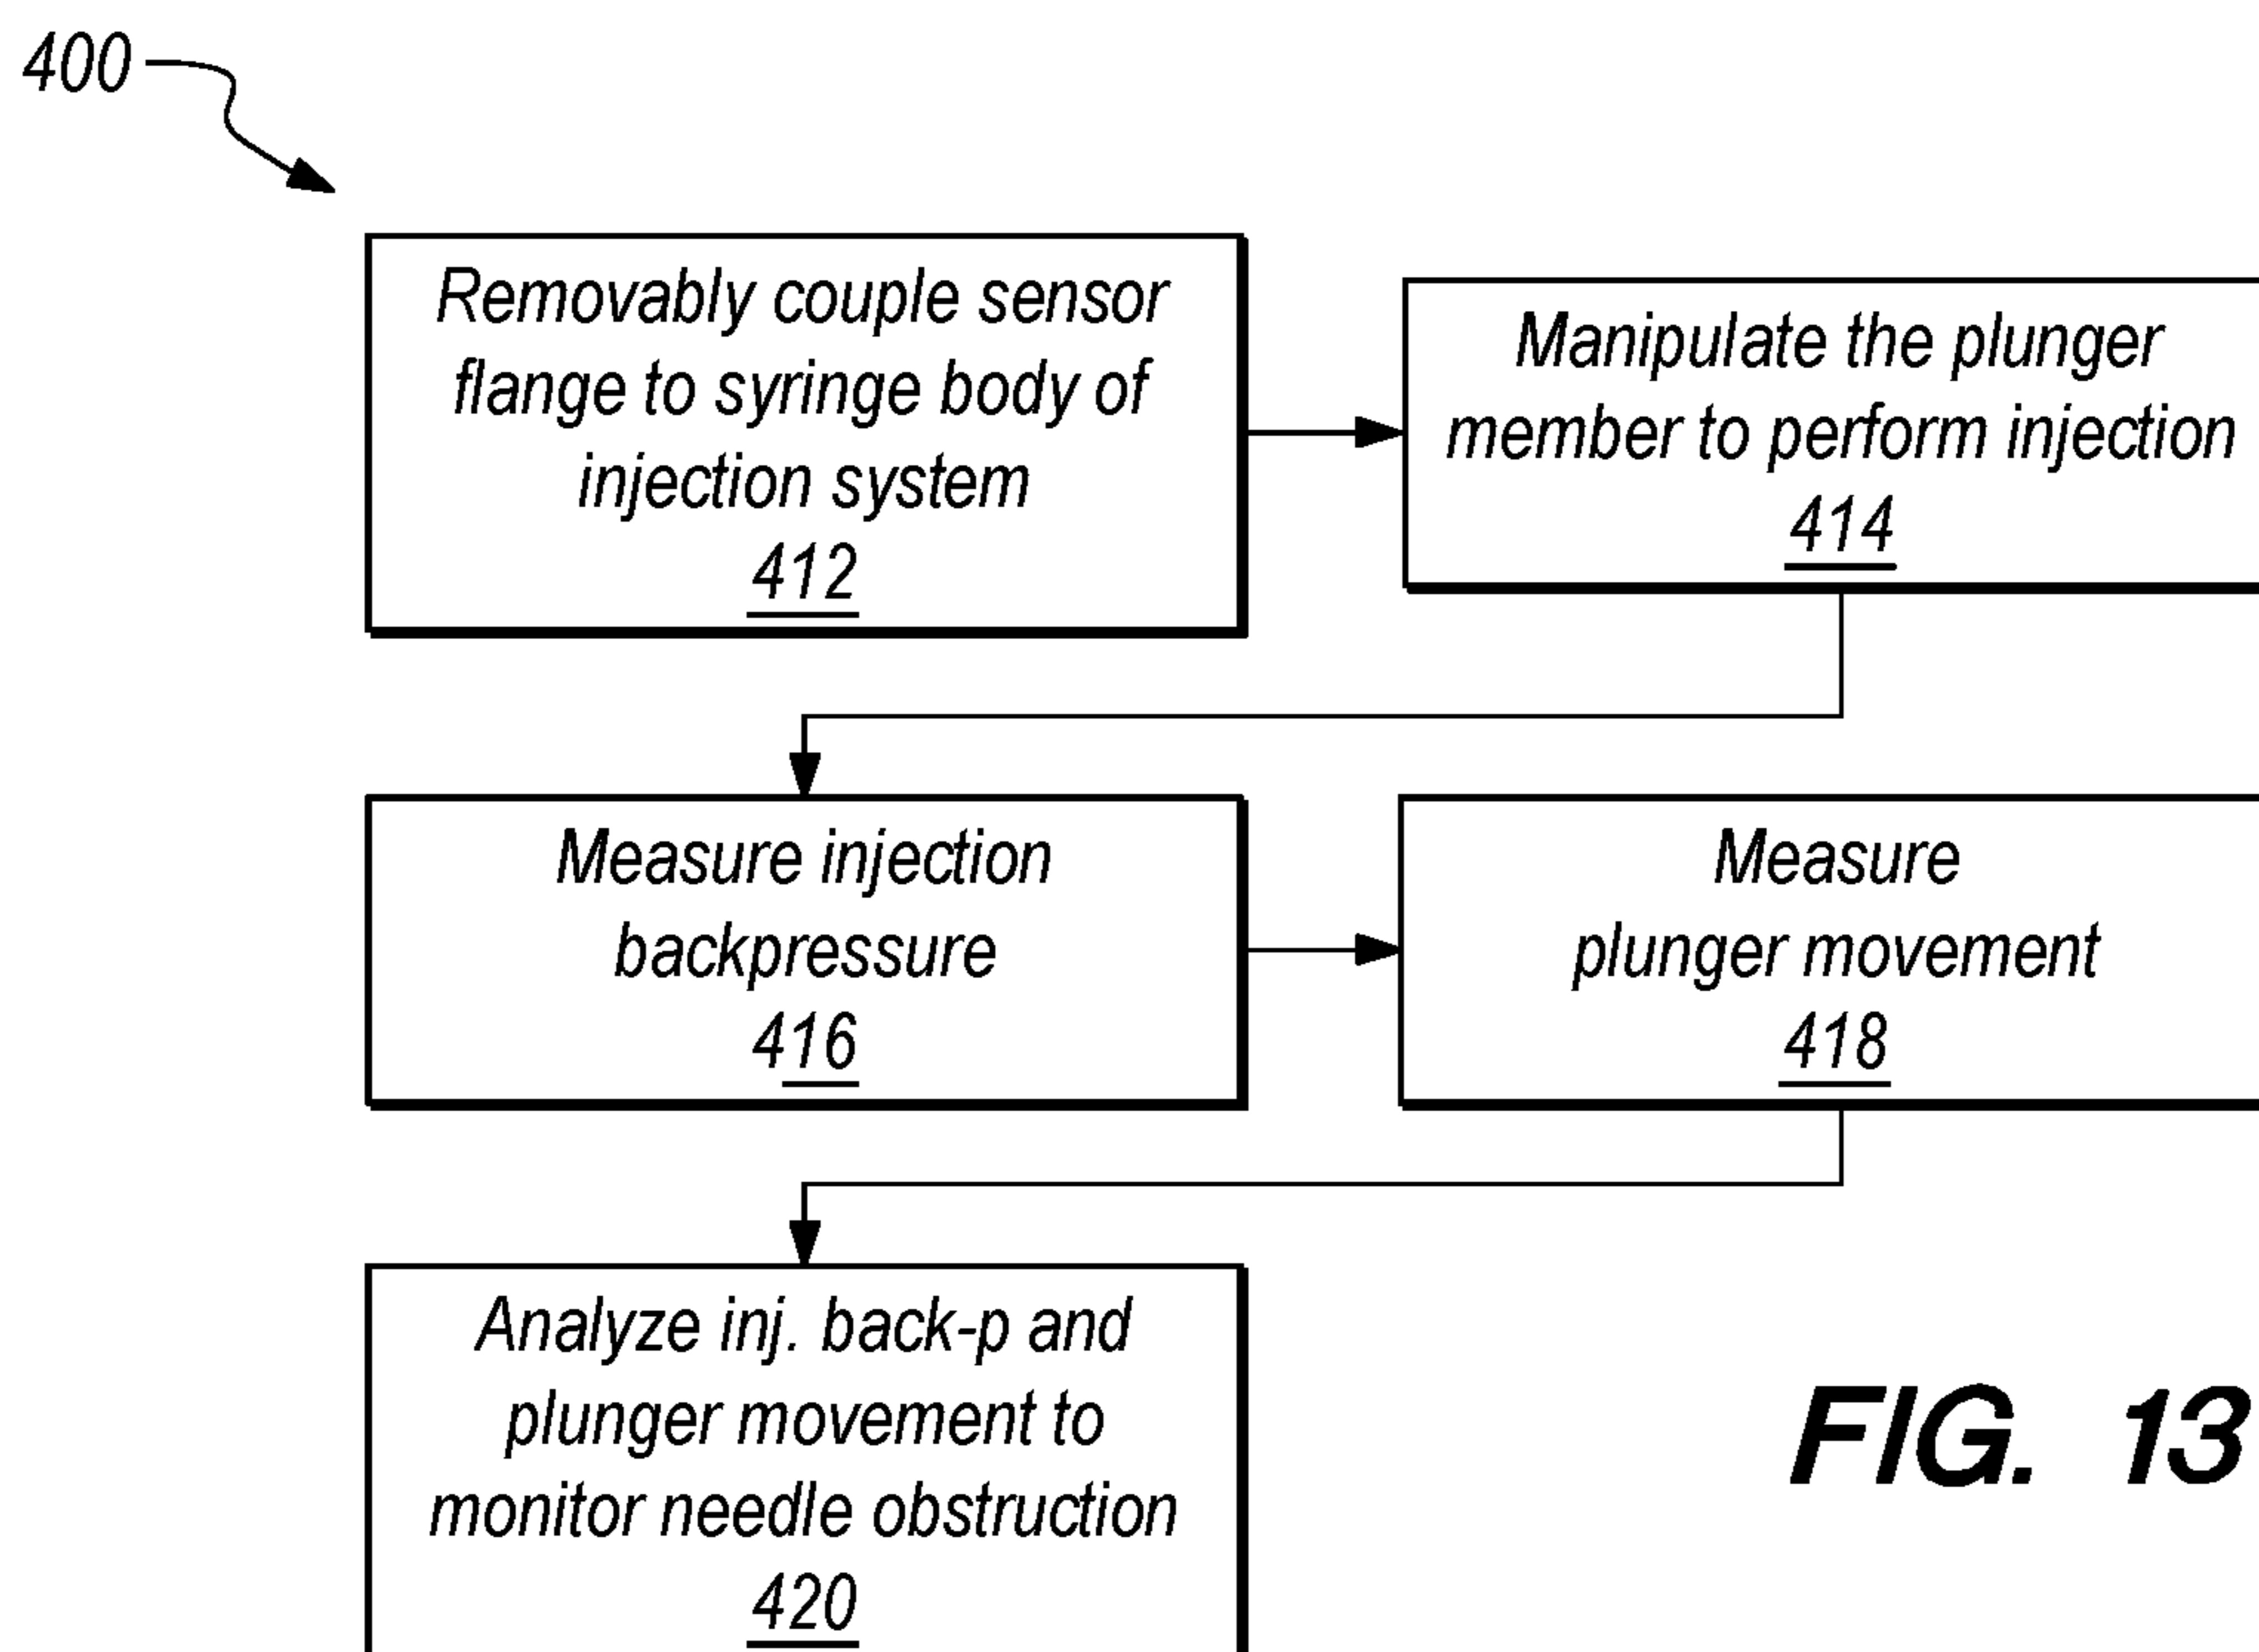 400
Removably couple sensor
flange to syringe body of
injection system
412
Manipulate the plunger
member to perform injection
414
Measure injection
backpressure
416
Measure
plunger movement
418
Analyze inj. back-p and
plunger movement to
monitor needle obstruction
420
FIG. 13